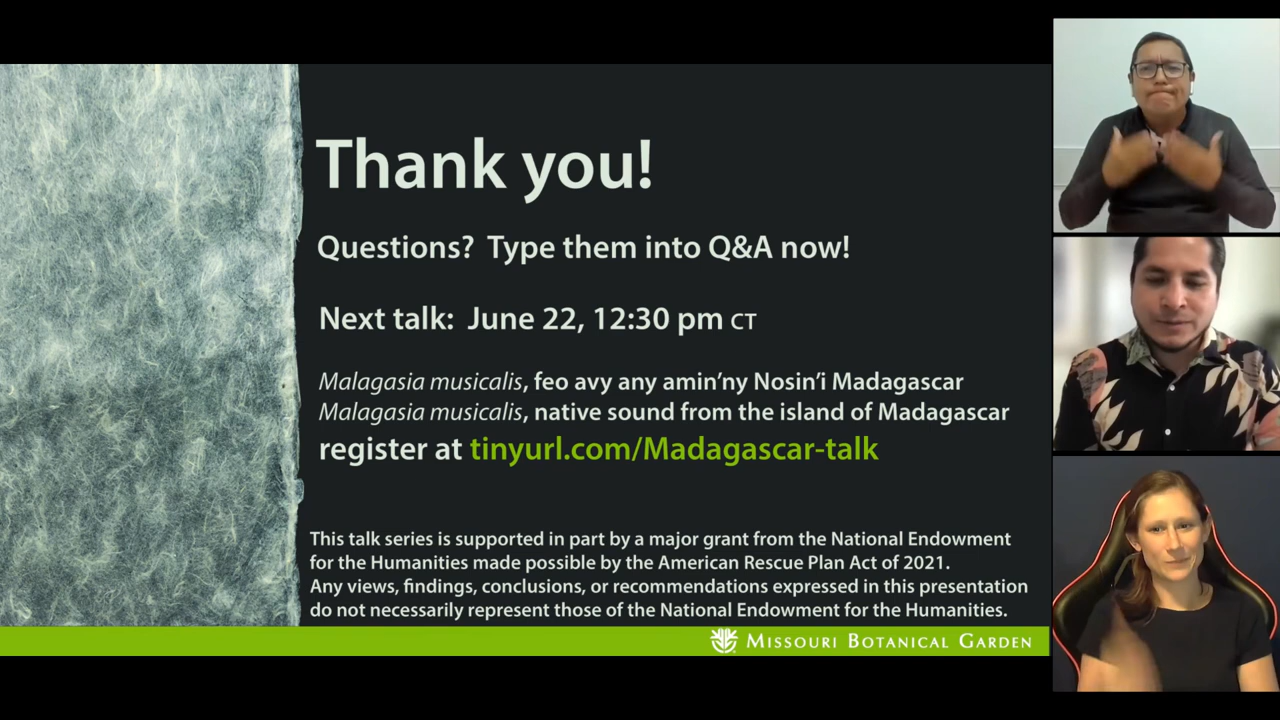 Thank you!
Questions?  Type them into Q&A now!
Next talk:  June 22, 12:30 pm CT
Malagasia musicalis, feo avy any amin’ny Nosin’i Madagascar
Malagasia musicalis, native sound from the island of Madagascar
register at tinyurl.com/Madagascar-talk
This talk series is supported in part by a major grant from the National Endowment
for the Humanities made possible by the American Rescue Plan Act of 2021.
Any views, findings, conclusions, or recommendations expressed in this presentation
do not necessarily represent those of the National Endowment for the Humanities.
MISSOURI BOTANICAL GARDEN